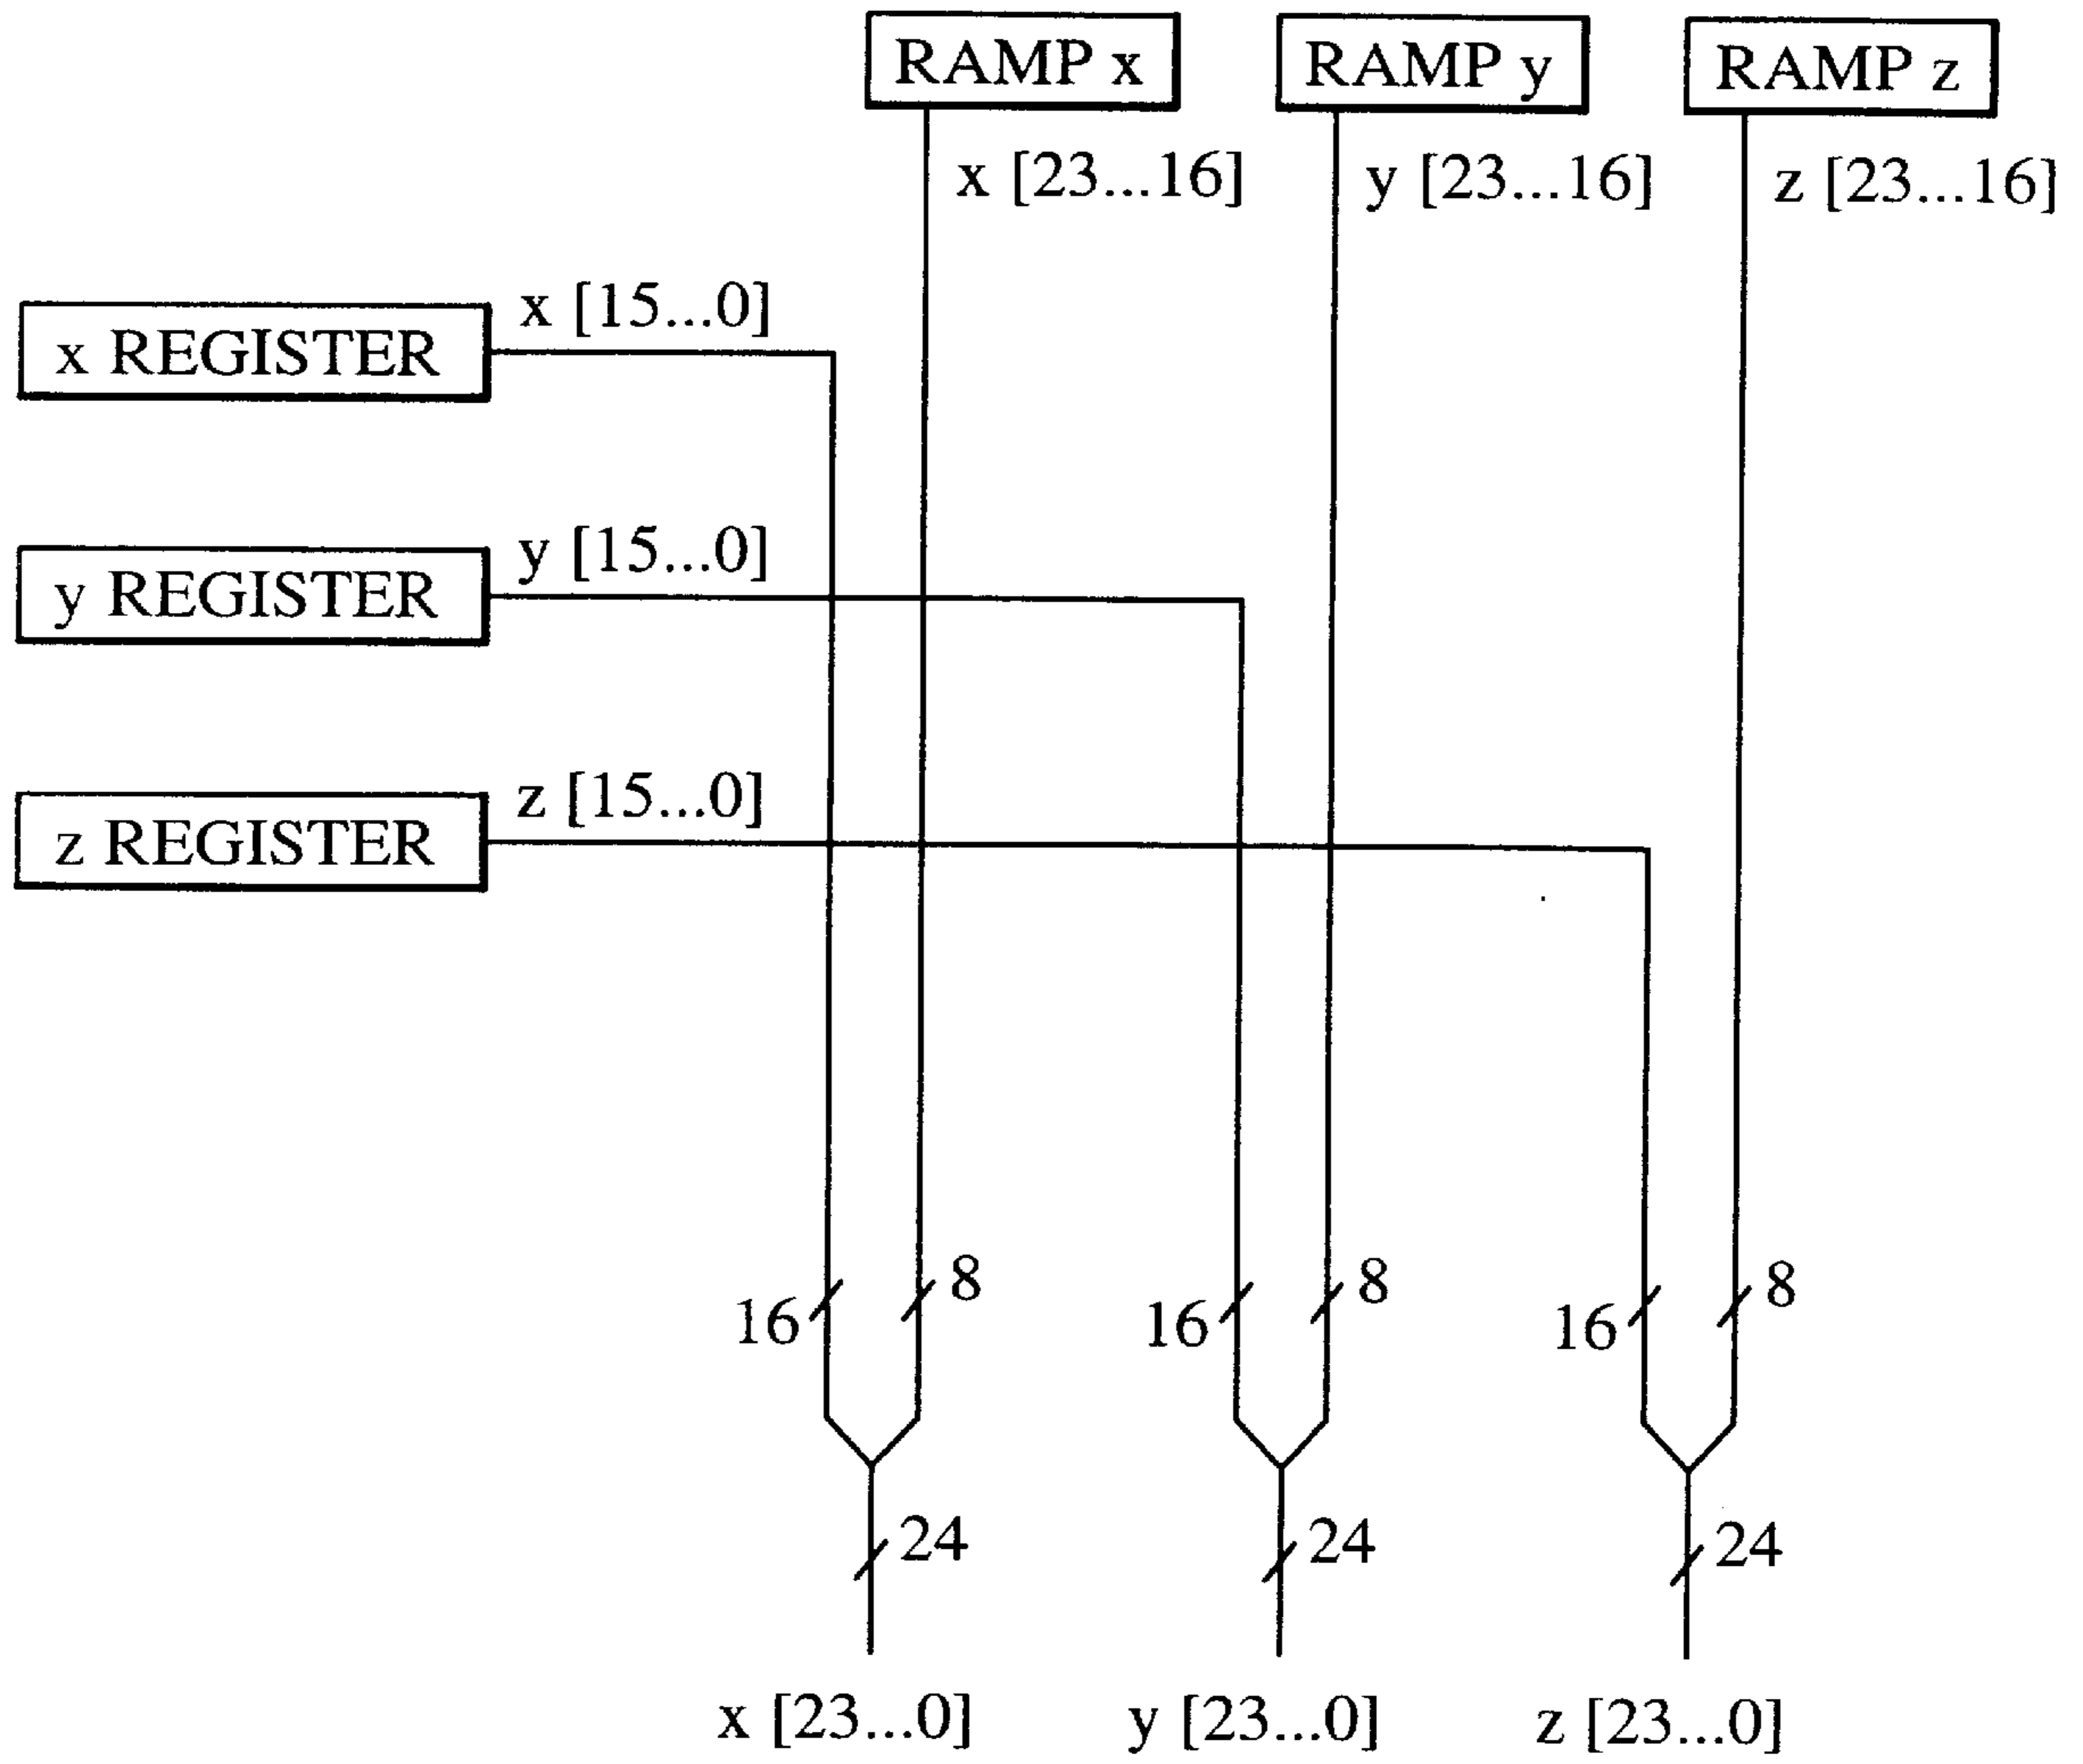 RAMP x
RAMP y
RAMP z
x [23...16]
y [23...16]
z [23...16]
x [15...0]
x REGISTER
y [15...0]
y REGISTER
z [15...0]
z REGISTER
16
8
16
8
16
8
24
24
24
x [23...0]
y [23...0]
z [23...0]